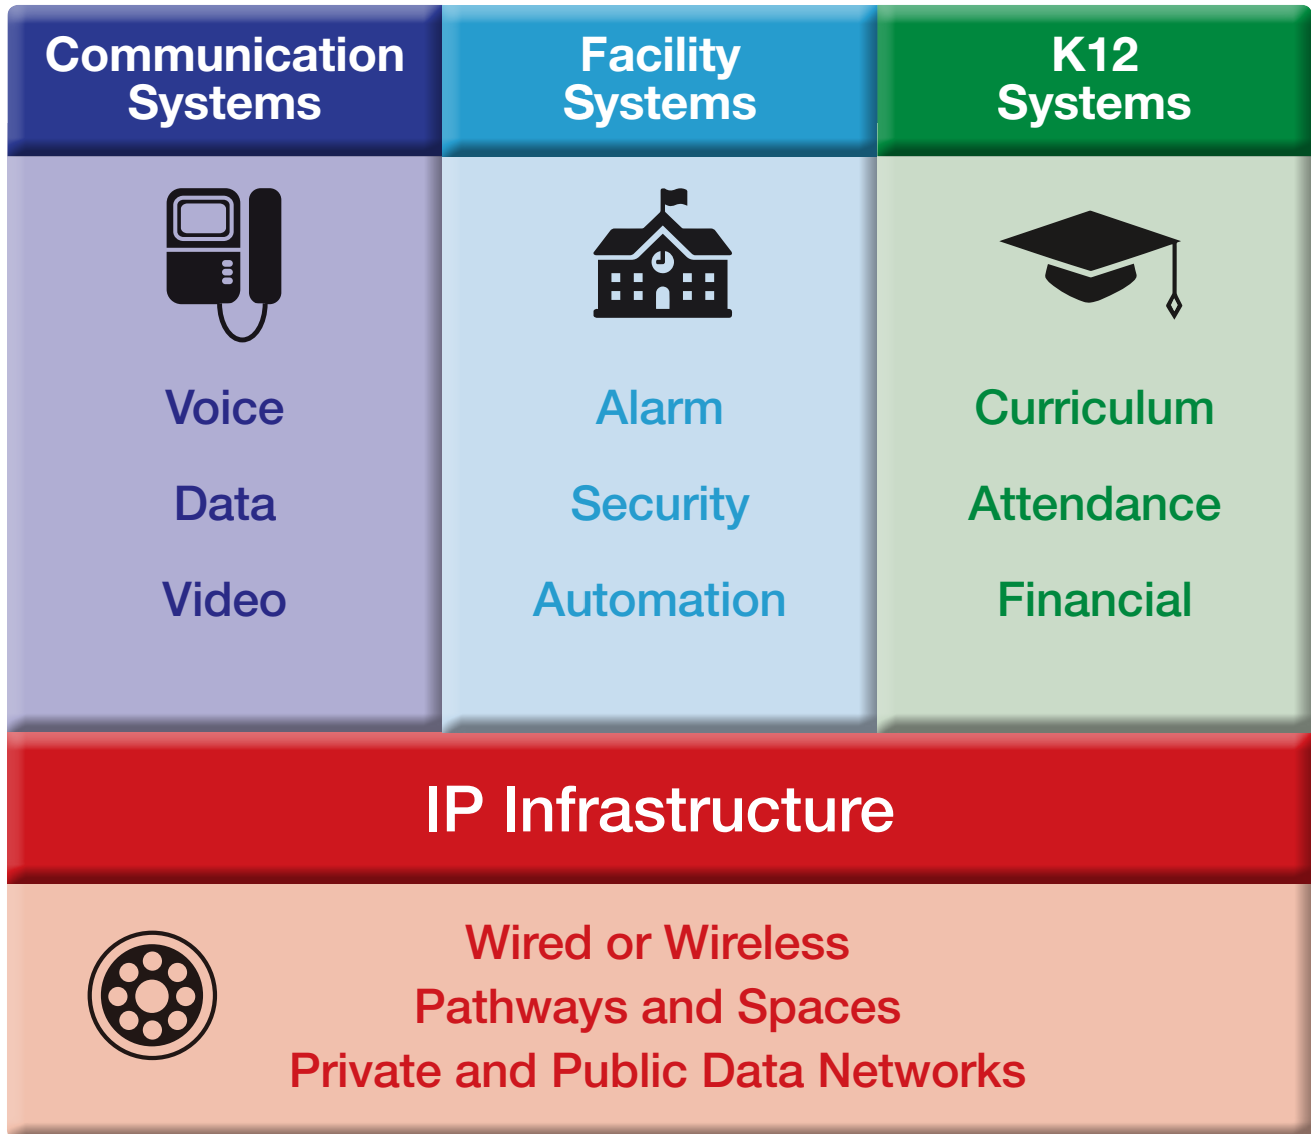 Communication
Systems
Facility
Systems
K12
Systems
Voice
Data
Video
Alarm
Security
Automation
Curriculum
Attendance
Financial
IP Infrastructure
Wired or Wireless
Pathways and Spaces
Private and Public Data Networks